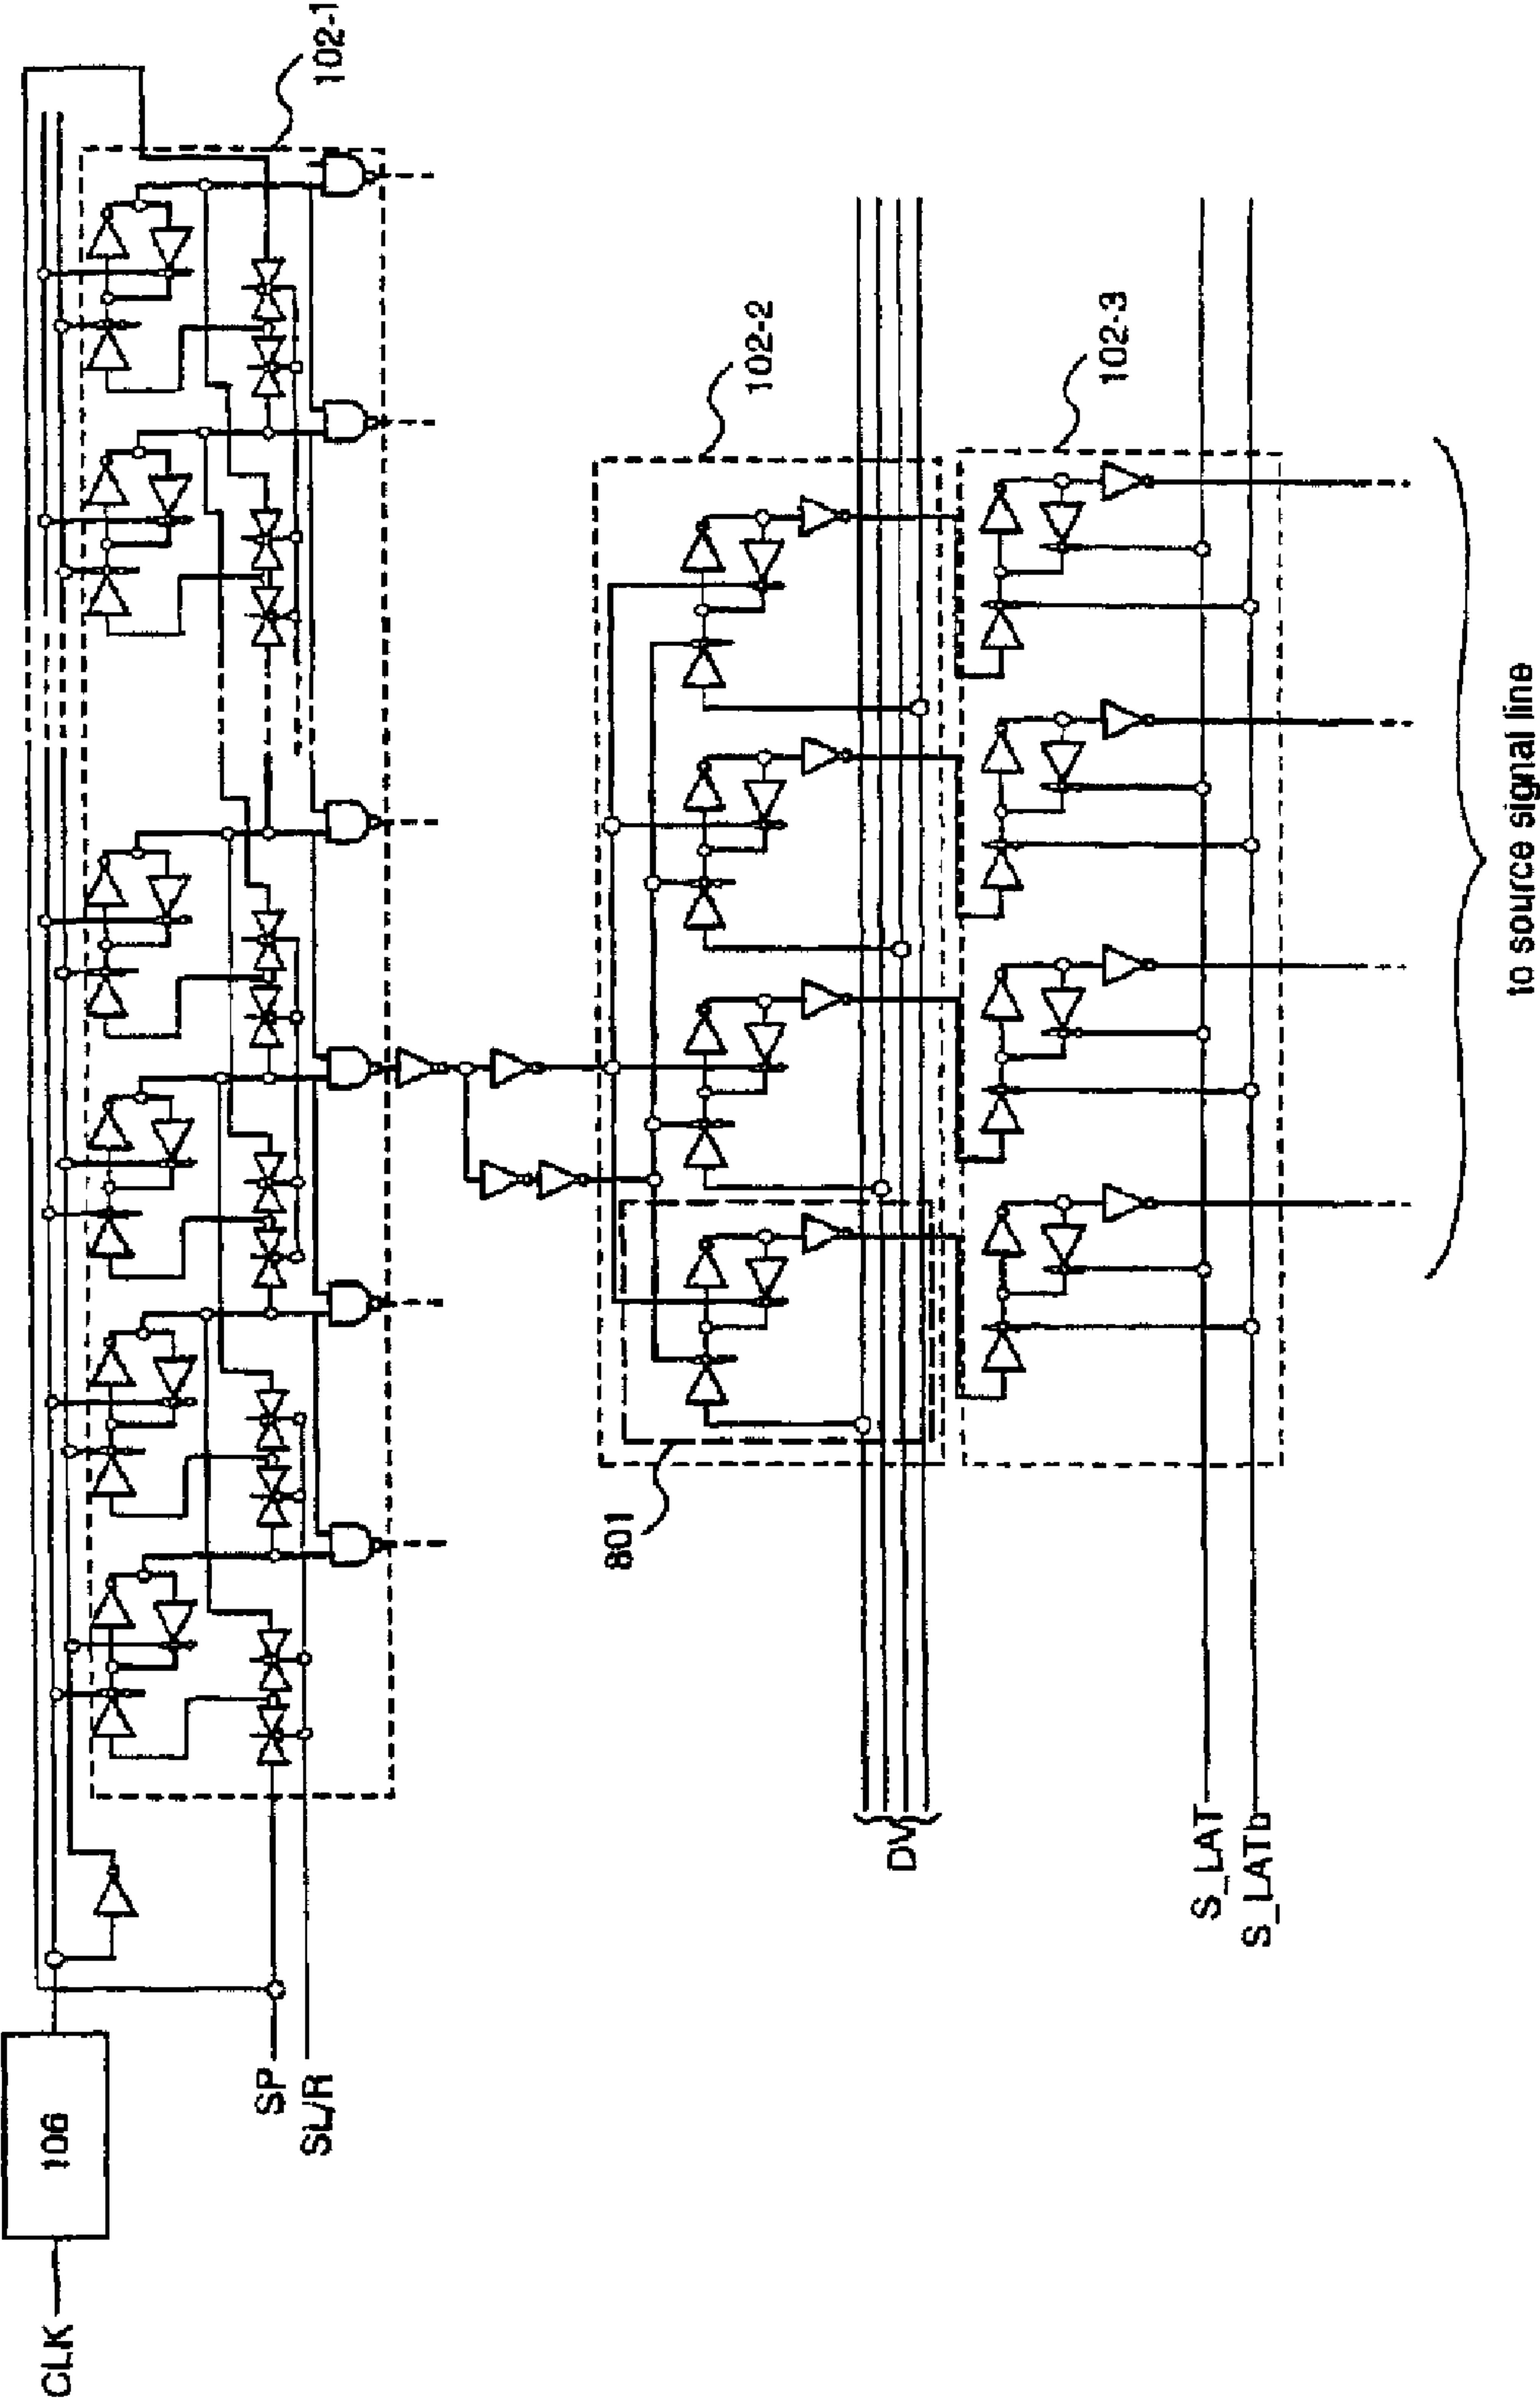 CLK
106
SP
SL/R
102-1
801
102-2
DV
102-3
S_LAT
S_LATb
to source signal line